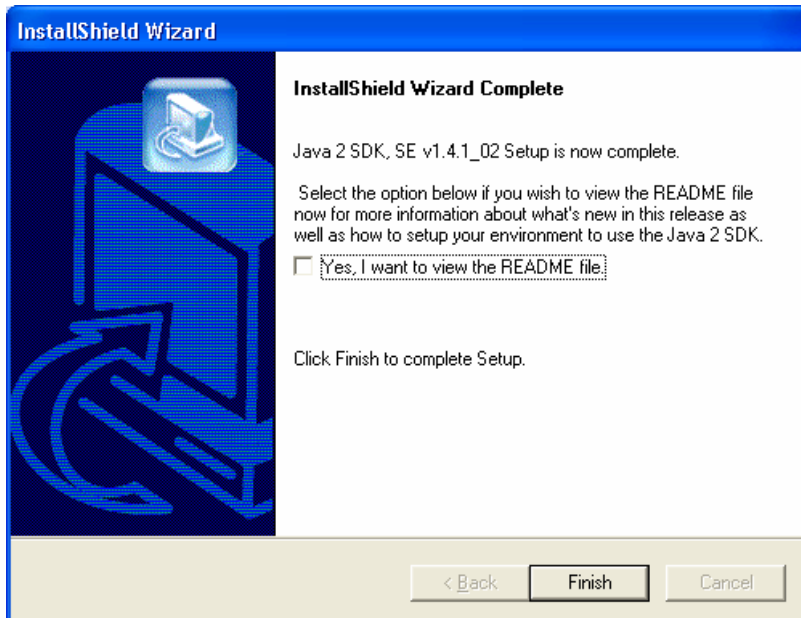 InstallShield Wizard
InstallShield Wizard Complete
Java 2 SDK, SE v1.4.1_02 Setup is now complete.
Select the option below if you wish to view the README file
now for more information about what's new in this release as
well as how to setup your environment to use the Java 2 SDK.
Yes, I want to view the README file.
Click Finish to complete Setup.
< Back Finish Cancel